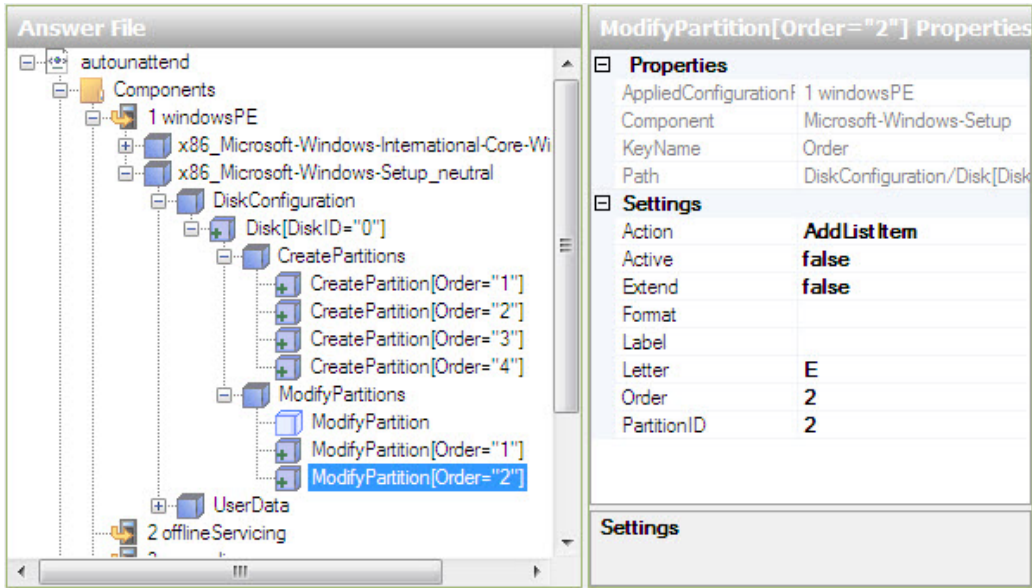 Answer File
autounattend
Components
1 windowsPE
x86_Microsoft-Windows-International-Core-Wi
x86_Microsoft-Windows-Setup_neutral
DiskConfiguration
Disk[DiskID="0"]
CreatePartitions
CreatePartition[Order="1"]
CreatePartition[Order="2"]
CreatePartition[Order="3"]
CreatePartition[Order="4"]
ModifyPartitions
ModifyPartition
ModifyPartition[Order="1"]
ModifyPartition[Order="2"]
UserData
2 offlineServicing
ModifyPartition[Order="2"] Properties
Properties
AppliedConfigurationF 1 windowsPE
Component Microsoft-Windows-Setup
KeyName Order
Path DiskConfiguration/Disk[Disk
Settings
Action AddListItem
Active false
Extend false
Format
Label
Letter E
Order 2
PartitionID 2
Settings